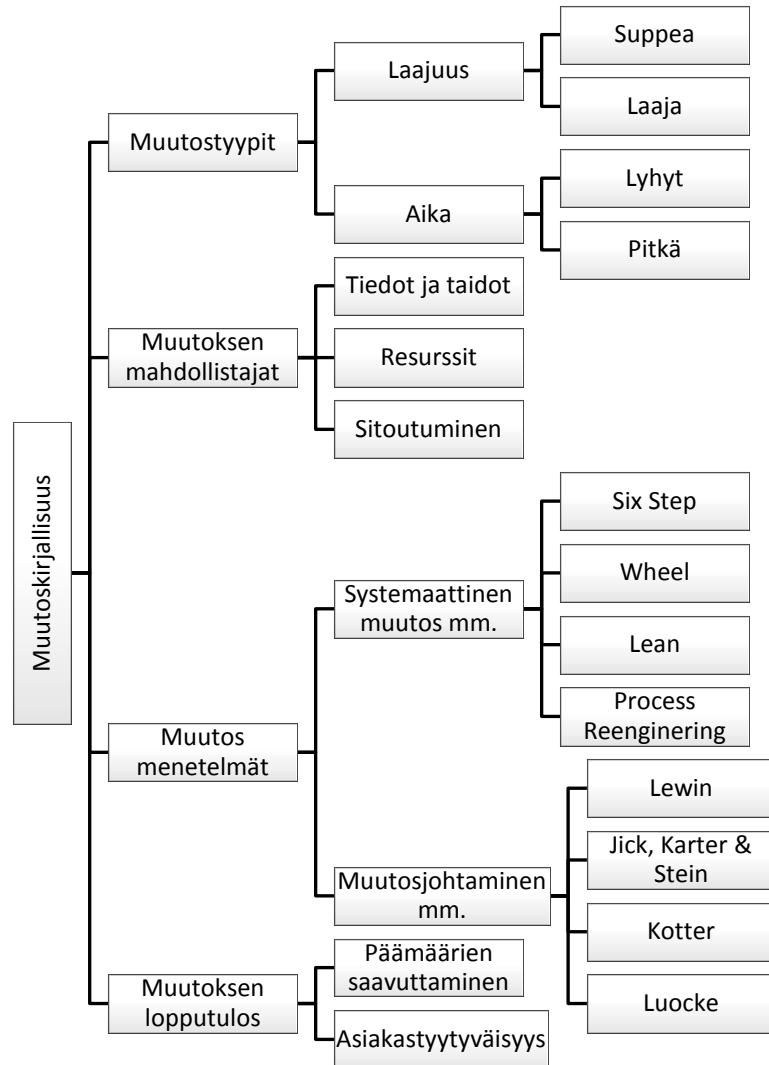 Muutoskirjallisuus
Muutostyypit
Laajuus
Suppea
Laaja
Aika
Lyhyt
Pitkä
Muutoksen
mahdollistajat
Tiedot ja taidot
Resurssit
Sitoutuminen
Muutos
menetelmät
Systemaattinen
muutos mm.
Six Step
Wheel
Lean
Process
Reenginering
Muutosjohtaminen
mm.
Lewin
Jick, Karter &
Stein
Kotter
Luocke
Muutoksen
lopputulos
Päämäärien
saavuttaminen
Asiakastyytyväisyys